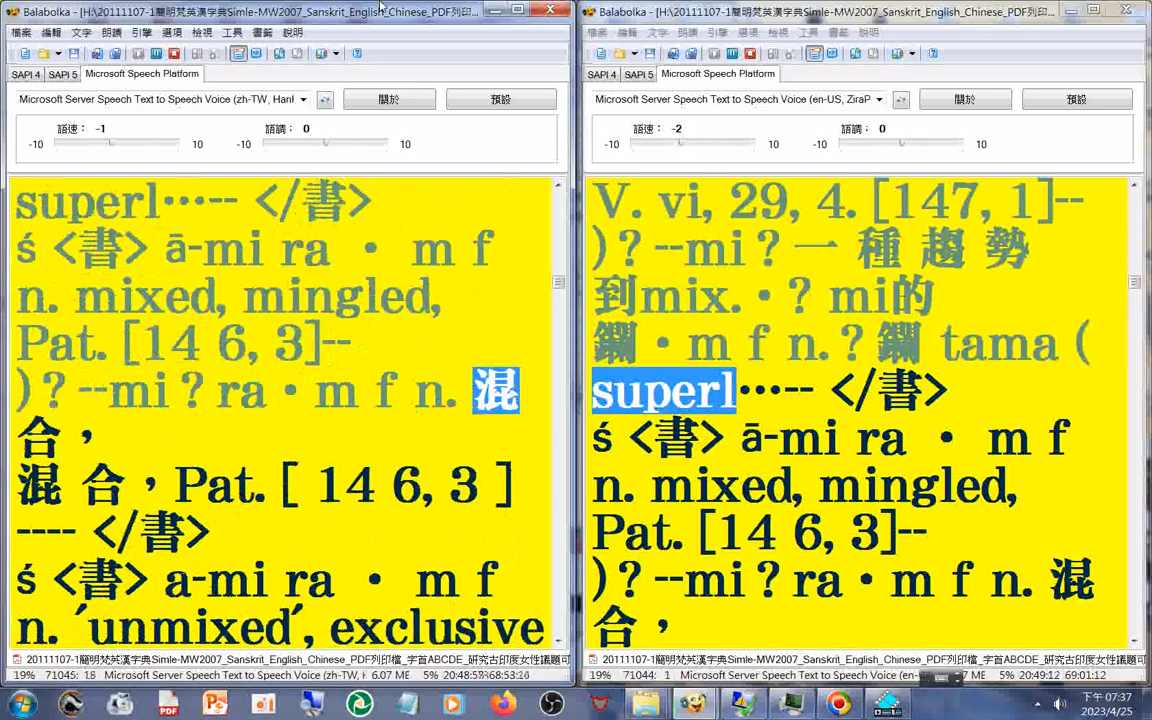 Balabolka - [H:\20111107-1簡明梵英漢字典Simle-MW2007_Sanskrit_English_Chinese_PDF列印...
檔案 編輯 文字 朗讀 引擎 選項 檢視 工具 書籤 說明
SAPI 4 SAPI 5 Microsoft Speech Platform
Microsoft Server Speech Text to Speech Voice (zh-TW, Hanl
關於 預設
語速： -1 語調： 0
-10 10 -10 10
superl…-- </書>
ś <書> ā-mi ra • m f
n. mixed, mingled,
Pat. [14 6, 3]--
)？--mi？ra•m f n. 混
合，
混 合，Pat. [ 14 6, 3 ]
---- </書>
ś <書> a-mi ra • m f
n. ´unmixed´, exclusive
20111107-1簡明梵英漢字典Simle-MW2007_Sanskrit_English_Chinese_PDF列印檔_字首ABCDE_研究古印度女性議題可
19% 71045: 18 Microsoft Server Speech Text to Speech Voice (zh-TW, H 6.07 MB 5%
Balabolka - [H:\20111107-1簡明梵英漢字典Simle-MW2007_Sanskrit_English_Chinese_PDF列印...
檔案 編輯 文字 朗讀 引擎 選項 檢視 工具 書籤 說明
SAPI 4 SAPI 5 Microsoft Speech Platform
Microsoft Server Speech Text to Speech Voice (en-US, ZiraP
關於 預設
語速： -2 語調： 0
-10 10 -10 10
V. vi, 29, 4. [147, 1]--
)？--mi？一 種 趨 勢
到mix.•？mi的
鑭•m f n.？鑭 tama (
superl…-- </書>
ś <書> ā-mi ra • m f
n. mixed, mingled,
Pat. [14 6, 3]--
)？--mi？ra•m f n. 混
合，
20111107-1簡明梵英漢字典Simle-MW2007_Sanskrit_English_Chinese_PDF列印檔_字首ABCDE_研究古印度女性議題可
19% 71044: 1 Microsoft Server Speech Text to Speech Voice (en-US, 5% 20:49:12 69:01:12
下午 07:37
2023/4/25